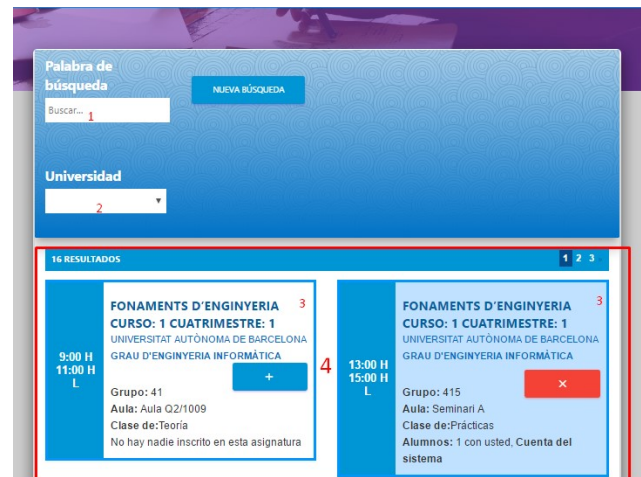 Palabra de
búsqueda
NUEVA BÚSQUEDA
Buscar... 1
Universidad
2
16 RESULTADOS 1 2 3
FONAMENTS D'ENGINYERIA 3
CURSO: 1 CUATRIMESTRE: 1
UNIVERSITAT AUTÒNOMA DE BARCELONA
GRAU D'ENGINYERIA INFORMÀTICA
9:00 H
11:00 H
L
+
Grupo: 41
Aula: Aula Q2/1009
Clase de:Teoría
No hay nadie inscrito en esta asignatura
4
FONAMENTS D'ENGINYERIA 3
CURSO: 1 CUATRIMESTRE: 1
UNIVERSITAT AUTÒNOMA DE BARCELONA
GRAU D'ENGINYERIA INFORMÀTICA
13:00 H
15:00 H
L
×
Grupo: 415
Aula: Seminari A
Clase de:Prácticas
Alumnos: 1 con usted, Cuenta del
sistema